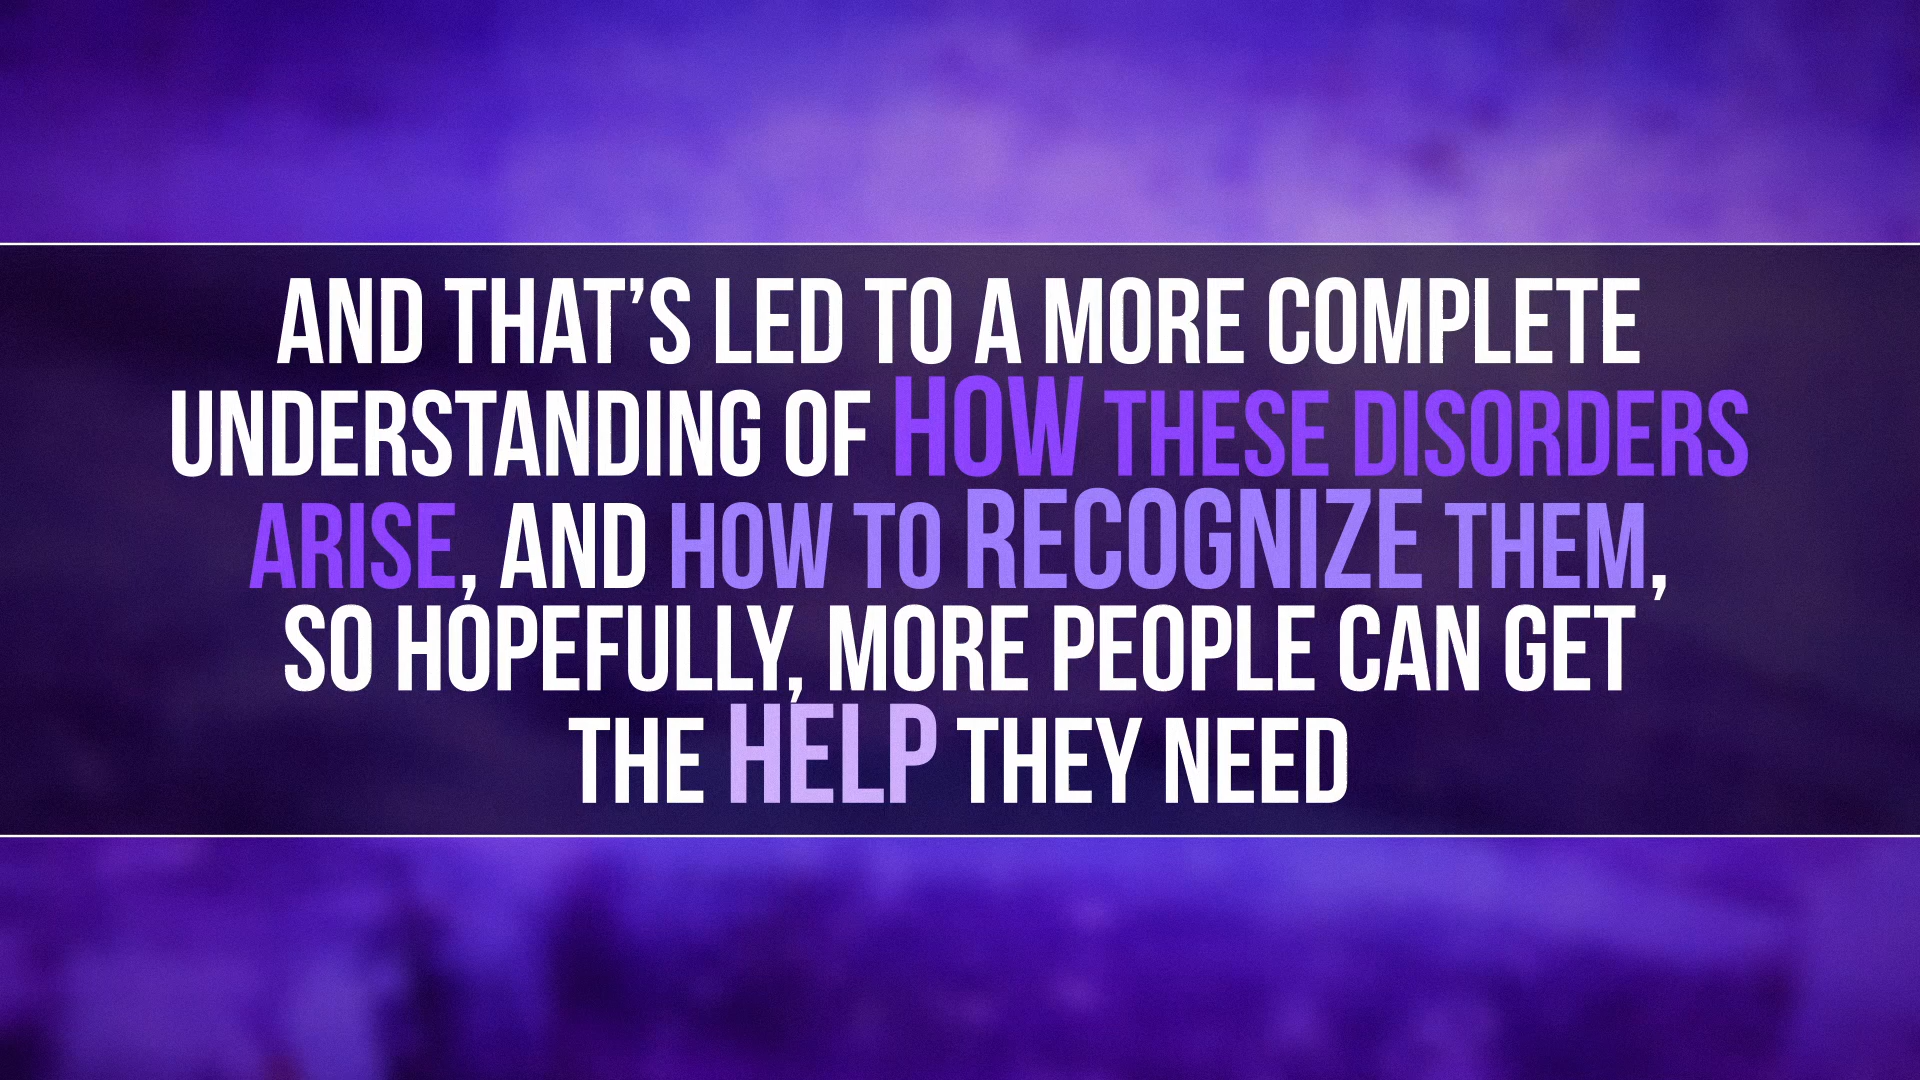 AND THAT’S LED TO A MORE COMPLETE
UNDERSTANDING OF HOW THESE DISORDERS
ARISE, AND HOW TO RECOGNIZE THEM,
SO HOPEFULLY, MORE PEOPLE CAN GET
THE HELP THEY NEED